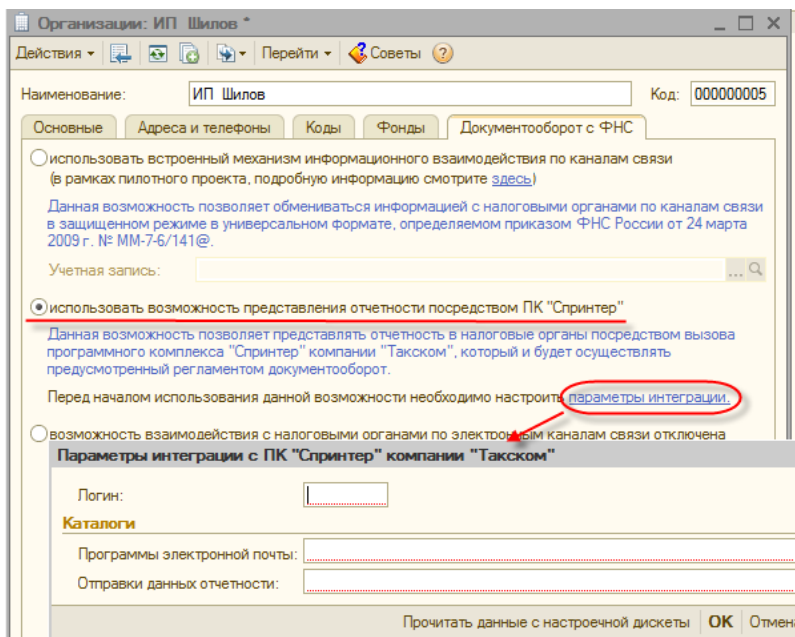 Организации: ИП Шилов *
Действия Перейти Советы
Наименование: ИП Шилов Код: 000000005
Основные Адреса и телефоны Коды Фонды Документооборот с ФНС
использовать встроенный механизм информационного взаимодействия по каналам связи
(в рамках пилотного проекта, подробную информацию смотрите здесь)
Данная возможность позволяет обмениваться информацией с налоговыми органами по каналам связи
в защищенном режиме в универсальном формате, определяемом приказом ФНС России от 24 марта
2009 г. № ММ-7-6/141@.
Учетная запись:
использовать возможность представления отчетности посредством ПК "Спринтер"
Данная возможность позволяет представлять отчетность в налоговые органы посредством вызова
программного комплекса "Спринтер" компании "Такском", который и будет осуществлять
предусмотренный регламентом документооборот.
Перед началом использования данной возможности необходимо настроить параметры интеграции.
возможность взаимодействия с налоговыми органами по электронным каналам связи отключена
Параметры интеграции с ПК "Спринтер" компании "Такском"
Логин:
Каталоги
Программы электронной почты:
Отправки данных отчетности:
Прочитать данные с настроечной дискеты OK Отмена